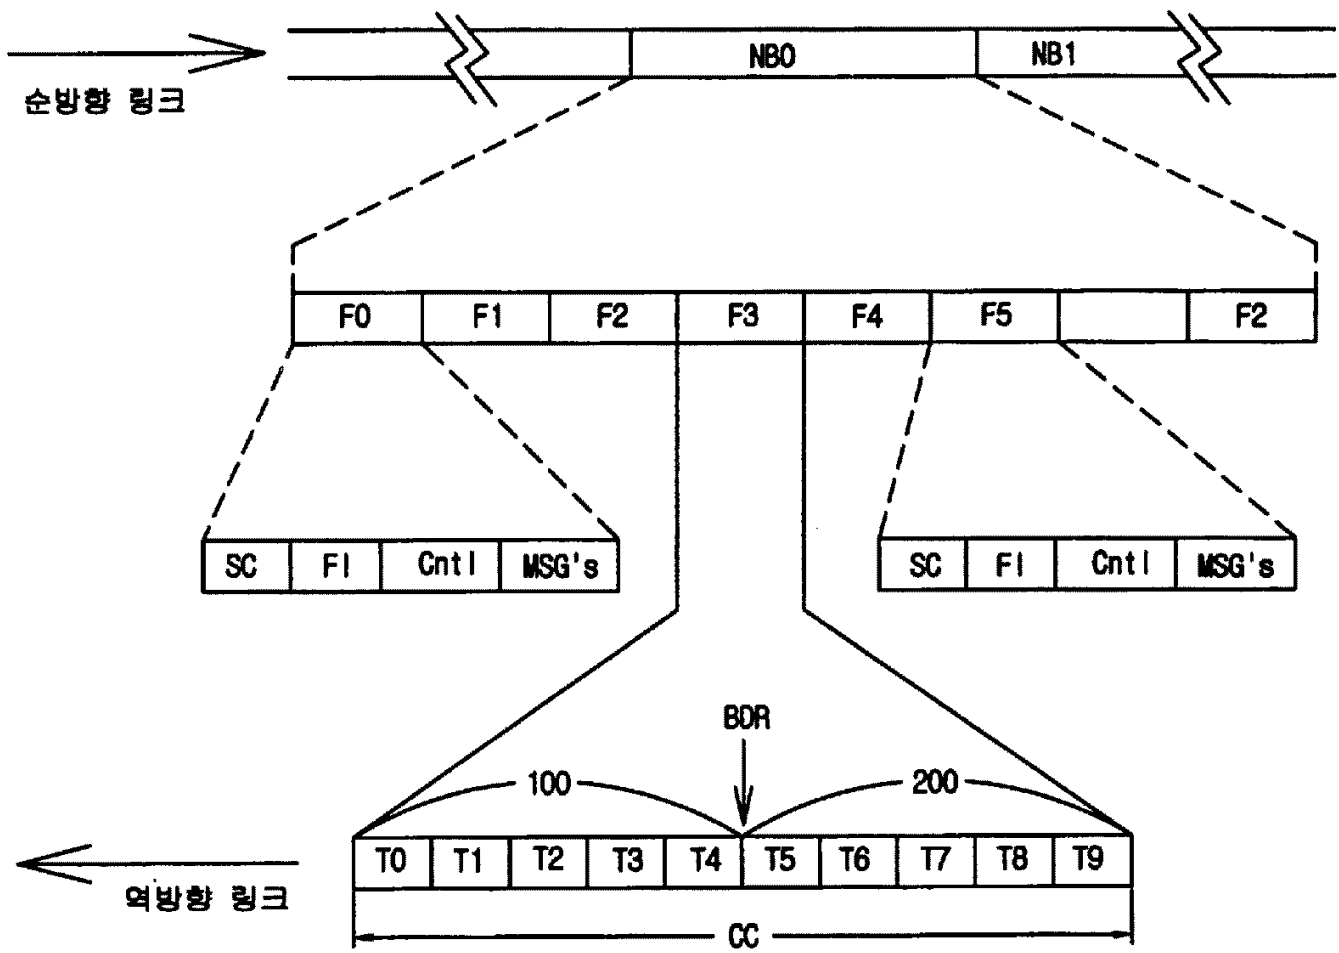 NB0 NB1
순방향 링크
F0 F1 F2 F3 F4 F5 F2
SC FI Cntl MSG's SC FI Cntl MSG's
BDR
100 200
T0 T1 T2 T3 T4 T5 T6 T7 T8 T9
역방향 링크
CC